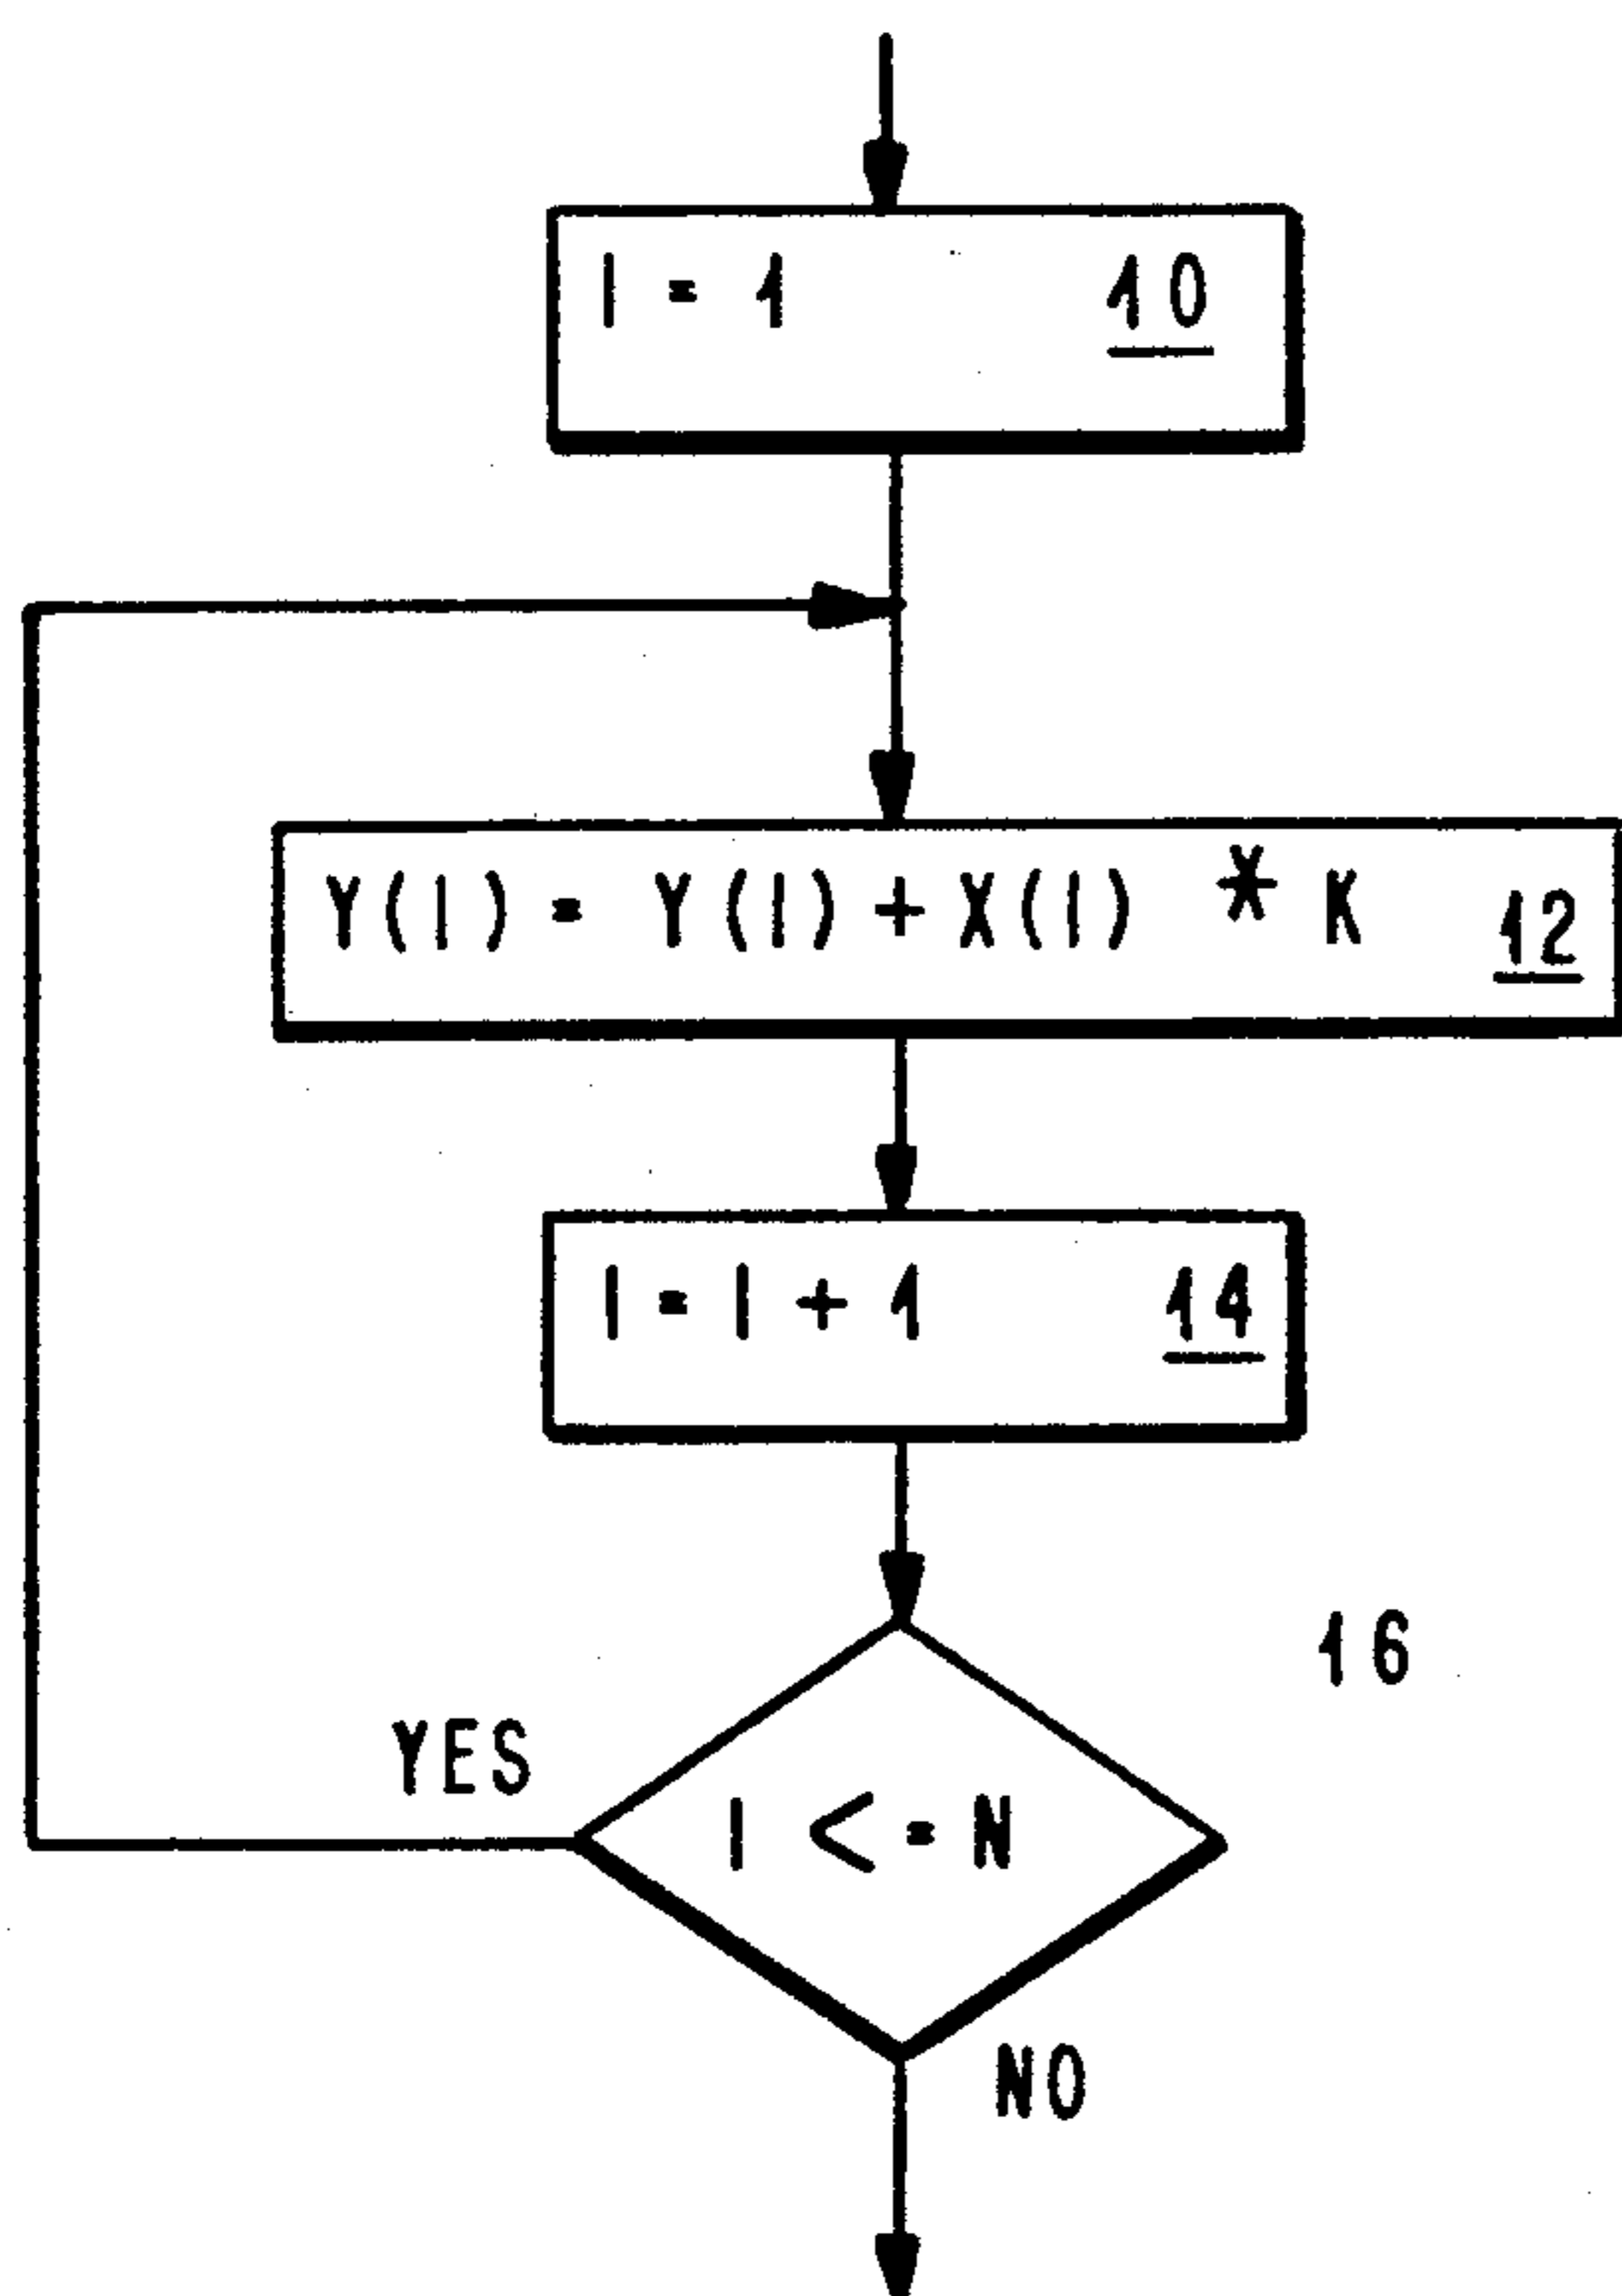 I = 1 10
Y(I) = Y(I) + X(I) * K 12
I = I + 1 14
16
YES
I <= N
NO